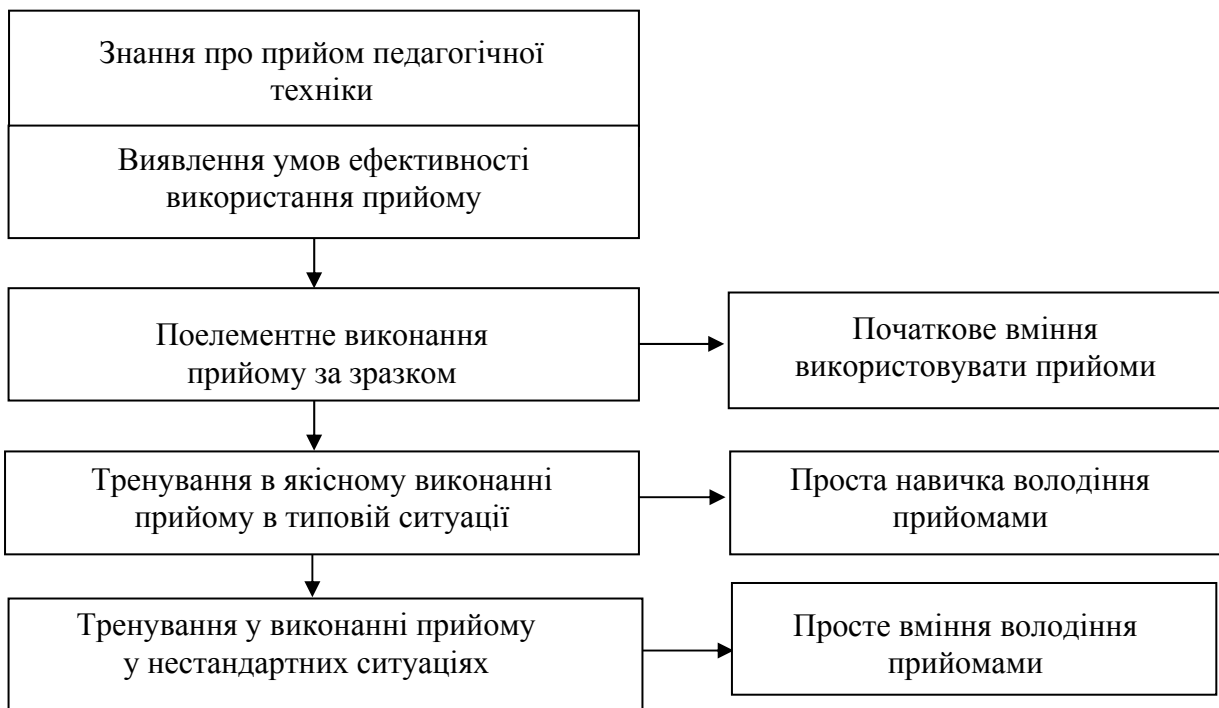 Знання про прийом педагогічної
техніки
Виявлення умов ефективності
використання прийому
Поелементне виконання
прийому за зразком
Початкове вміння
використовувати прийоми
Тренування в якісному виконанні
прийому в типовій ситуації
Проста навичка володіння
прийомами
Тренування у виконанні прийому
у нестандартних ситуаціях
Просте вміння володіння
прийомами